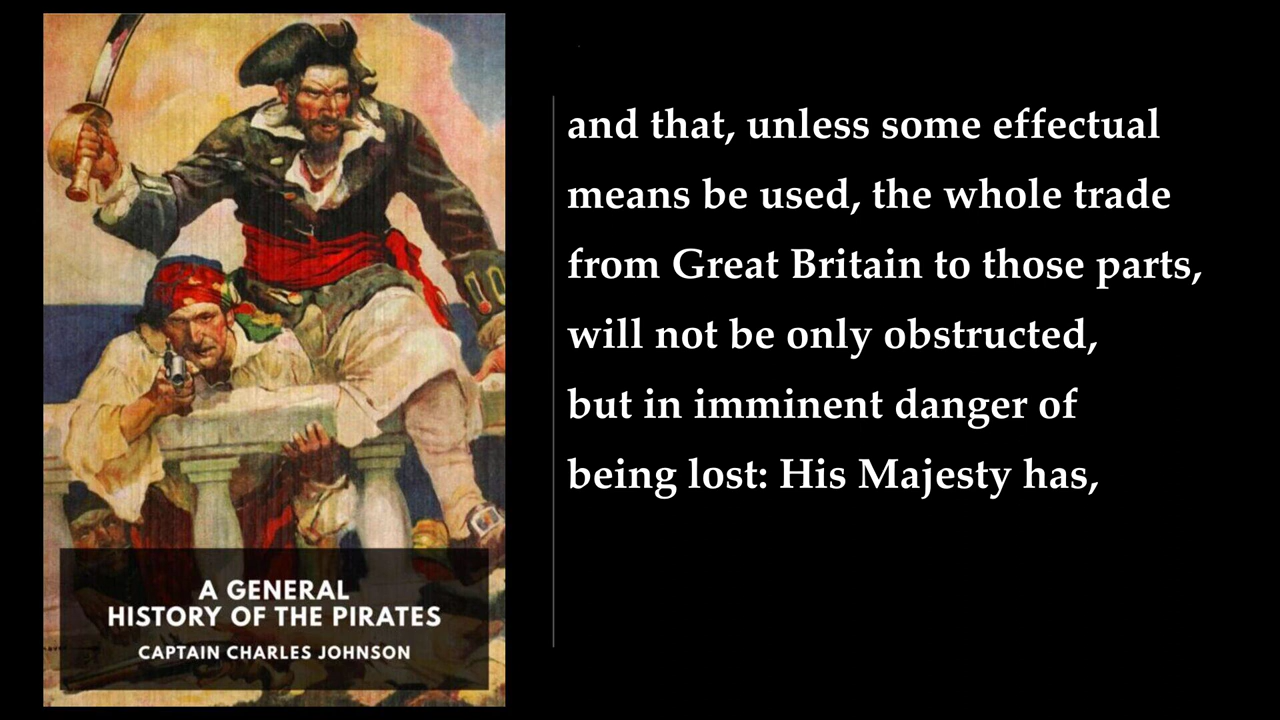 A GENERAL
HISTORY OF THE PIRATES
CAPTAIN CHARLES JOHNSON
and that, unless some effectual
means be used, the whole trade
from Great Britain to those parts,
will not be only obstructed,
but in imminent danger of
being lost: His Majesty has,